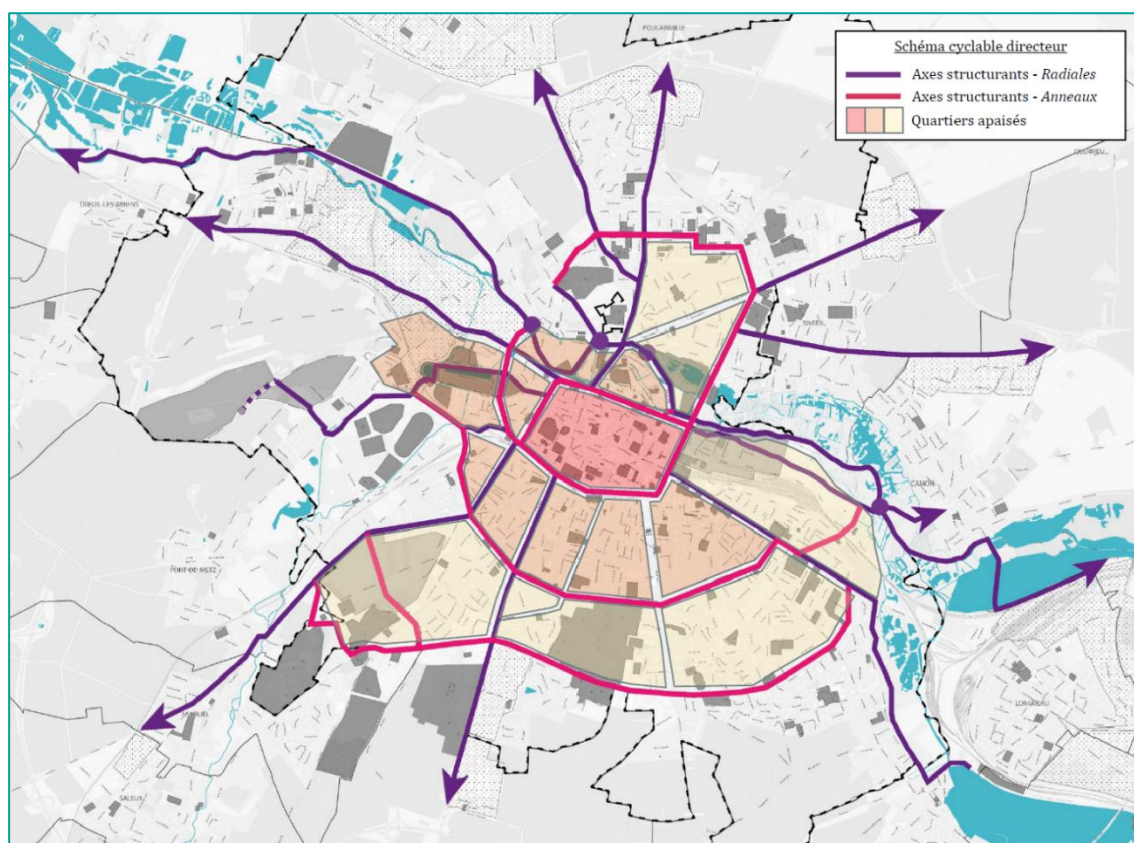 POULAINVILLE
Schéma cyclable directeur
Axes structurants - Radiales
Axes structurants - Anneaux
Quartiers apaisés
DREUIL-LES-AMIENS
RIVERY
CAMON
PONT-DE-METZ
LONGUEAU
SALOUEL
SALEUX